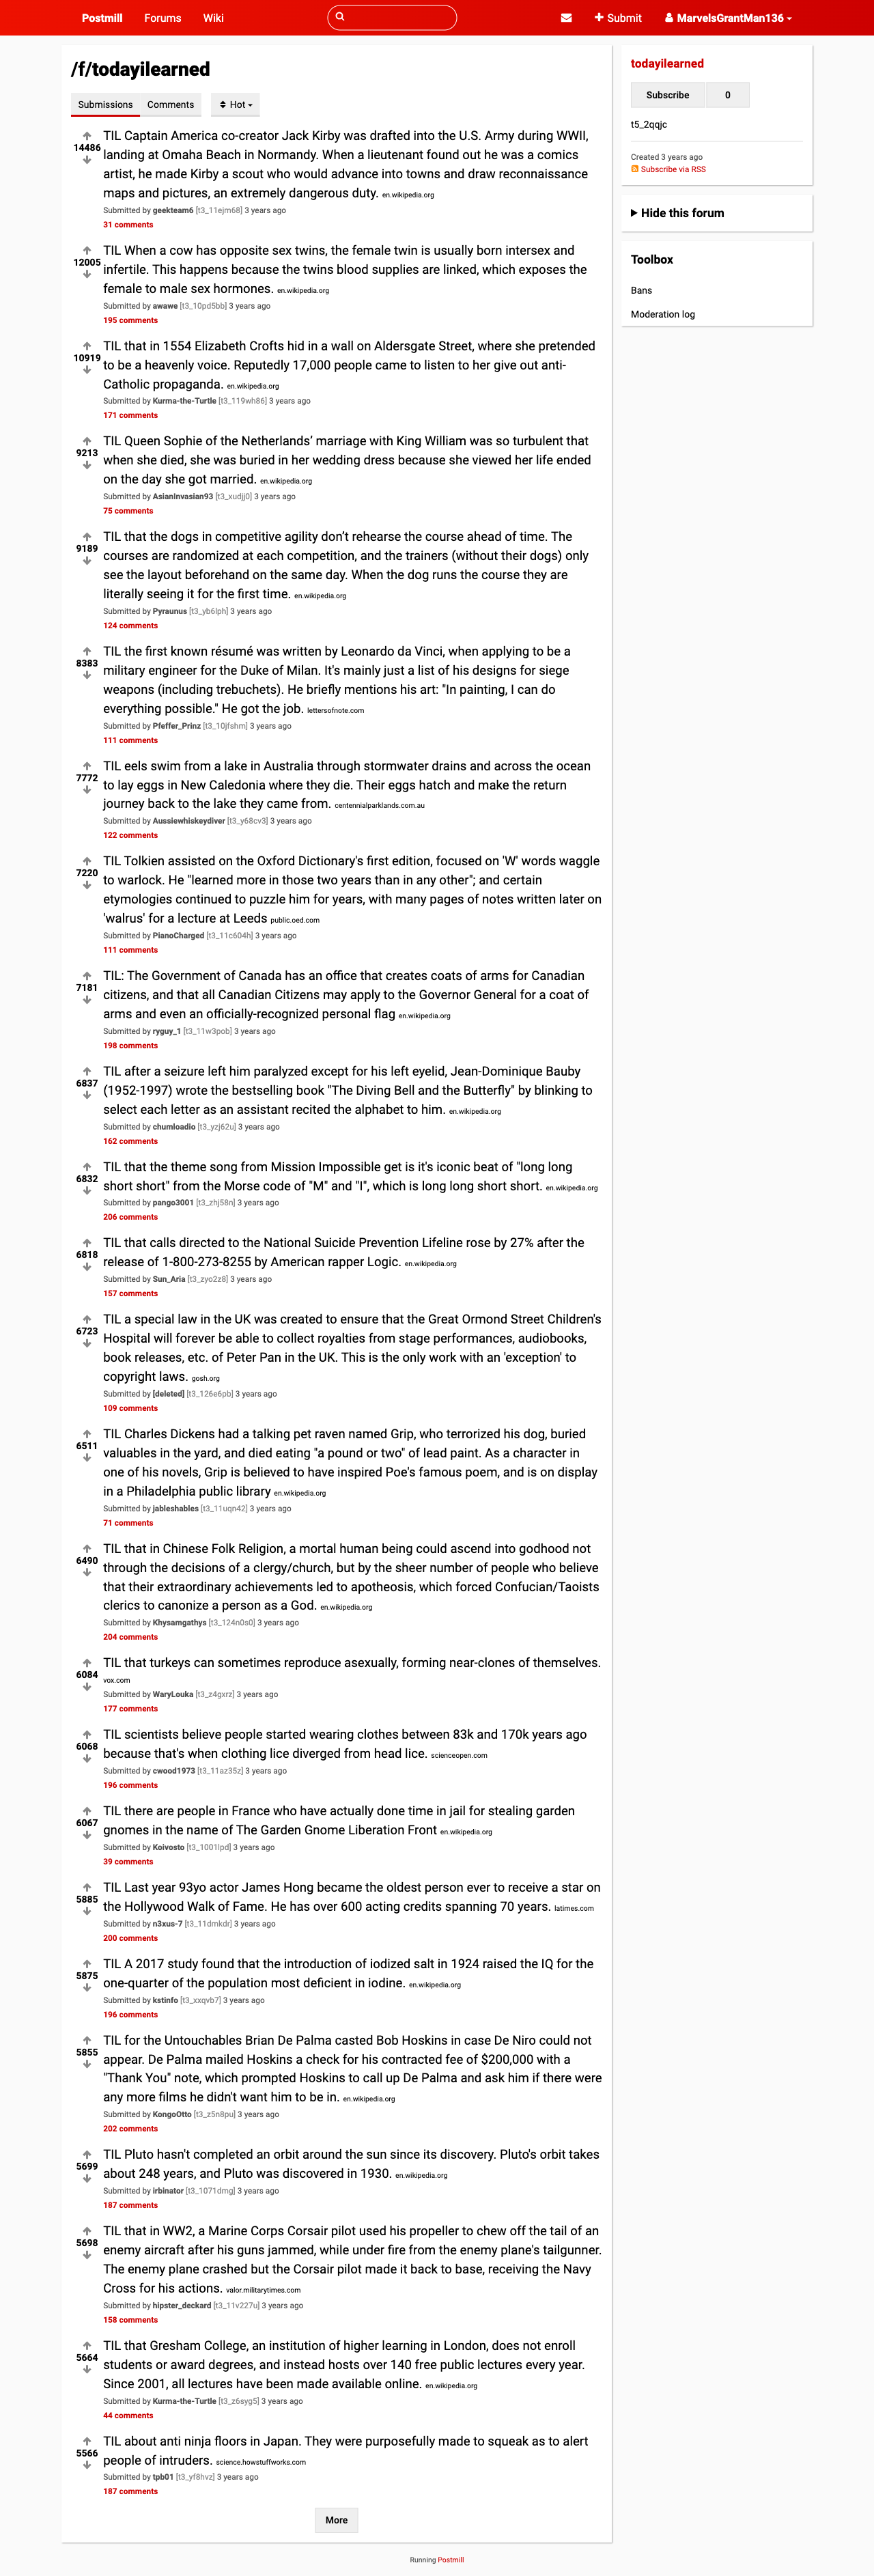 Postmill Forums Wiki Submit MarvelsGrantMan136
/f/todayilearned
Submissions Comments Hot
14486
TIL Captain America co-creator Jack Kirby was drafted into the U.S. Army during WWII,
landing at Omaha Beach in Normandy. When a lieutenant found out he was a comics
artist, he made Kirby a scout who would advance into towns and draw reconnaissance
maps and pictures, an extremely dangerous duty. en.wikipedia.org
Submitted by geekteam6 [t3_11ejm68] 3 years ago
31 comments
12005
TIL When a cow has opposite sex twins, the female twin is usually born intersex and
infertile. This happens because the twins blood supplies are linked, which exposes the
female to male sex hormones. en.wikipedia.org
Submitted by awawe [t3_10pd5bb] 3 years ago
195 comments
10919
TIL that in 1554 Elizabeth Crofts hid in a wall on Aldersgate Street, where she pretended
to be a heavenly voice. Reputedly 17,000 people came to listen to her give out anti-
Catholic propaganda. en.wikipedia.org
Submitted by Kurma-the-Turtle [t3_119wh86] 3 years ago
171 comments
9213
TIL Queen Sophie of the Netherlands’ marriage with King William was so turbulent that
when she died, she was buried in her wedding dress because she viewed her life ended
on the day she got married. en.wikipedia.org
Submitted by AsianInvasian93 [t3_xudjj0] 3 years ago
75 comments
9189
TIL that the dogs in competitive agility don’t rehearse the course ahead of time. The
courses are randomized at each competition, and the trainers (without their dogs) only
see the layout beforehand on the same day. When the dog runs the course they are
literally seeing it for the first time. en.wikipedia.org
Submitted by Pyraunus [t3_yb6lph] 3 years ago
124 comments
8383
TIL the first known résumé was written by Leonardo da Vinci, when applying to be a
military engineer for the Duke of Milan. It's mainly just a list of his designs for siege
weapons (including trebuchets). He briefly mentions his art: "In painting, I can do
everything possible." He got the job. lettersofnote.com
Submitted by Pfeffer_Prinz [t3_10jfshm] 3 years ago
111 comments
7772
TIL eels swim from a lake in Australia through stormwater drains and across the ocean
to lay eggs in New Caledonia where they die. Their eggs hatch and make the return
journey back to the lake they came from. centennialparklands.com.au
Submitted by Aussiewhiskeydiver [t3_y68cv3] 3 years ago
122 comments
7220
TIL Tolkien assisted on the Oxford Dictionary's first edition, focused on 'W' words waggle
to warlock. He "learned more in those two years than in any other"; and certain
etymologies continued to puzzle him for years, with many pages of notes written later on
'walrus' for a lecture at Leeds public.oed.com
Submitted by PianoCharged [t3_11c604h] 3 years ago
111 comments
7181
TIL: The Government of Canada has an office that creates coats of arms for Canadian
citizens, and that all Canadian Citizens may apply to the Governor General for a coat of
arms and even an officially-recognized personal flag en.wikipedia.org
Submitted by ryguy_1 [t3_11w3pob] 3 years ago
198 comments
6837
TIL after a seizure left him paralyzed except for his left eyelid, Jean-Dominique Bauby
(1952-1997) wrote the bestselling book "The Diving Bell and the Butterfly" by blinking to
select each letter as an assistant recited the alphabet to him. en.wikipedia.org
Submitted by chumloadio [t3_yzj62u] 3 years ago
162 comments
6832
TIL that the theme song from Mission Impossible get is it's iconic beat of "long long
short short" from the Morse code of "M" and "I", which is long long short short. en.wikipedia.org
Submitted by pango3001 [t3_zhj58n] 3 years ago
206 comments
6818
TIL that calls directed to the National Suicide Prevention Lifeline rose by 27% after the
release of 1-800-273-8255 by American rapper Logic. en.wikipedia.org
Submitted by Sun_Aria [t3_zyo2z8] 3 years ago
157 comments
6723
TIL a special law in the UK was created to ensure that the Great Ormond Street Children's
Hospital will forever be able to collect royalties from stage performances, audiobooks,
book releases, etc. of Peter Pan in the UK. This is the only work with an 'exception' to
copyright laws. gosh.org
Submitted by [deleted] [t3_126e6pb] 3 years ago
109 comments
6511
TIL Charles Dickens had a talking pet raven named Grip, who terrorized his dog, buried
valuables in the yard, and died eating "a pound or two" of lead paint. As a character in
one of his novels, Grip is believed to have inspired Poe's famous poem, and is on display
in a Philadelphia public library en.wikipedia.org
Submitted by jableshables [t3_11uqn42] 3 years ago
71 comments
6490
TIL that in Chinese Folk Religion, a mortal human being could ascend into godhood not
through the decisions of a clergy/church, but by the sheer number of people who believe
that their extraordinary achievements led to apotheosis, which forced Confucian/Taoists
clerics to canonize a person as a God. en.wikipedia.org
Submitted by Khysamgathys [t3_124n0s0] 3 years ago
204 comments
6084
TIL that turkeys can sometimes reproduce asexually, forming near-clones of themselves.
vox.com
Submitted by WaryLouka [t3_z4gxrz] 3 years ago
177 comments
6068
TIL scientists believe people started wearing clothes between 83k and 170k years ago
because that's when clothing lice diverged from head lice. scienceopen.com
Submitted by cwood1973 [t3_11az35z] 3 years ago
196 comments
6067
TIL there are people in France who have actually done time in jail for stealing garden
gnomes in the name of The Garden Gnome Liberation Front en.wikipedia.org
Submitted by Koivosto [t3_1001lpd] 3 years ago
39 comments
5885
TIL Last year 93yo actor James Hong became the oldest person ever to receive a star on
the Hollywood Walk of Fame. He has over 600 acting credits spanning 70 years. latimes.com
Submitted by n3xus-7 [t3_11dmkdr] 3 years ago
200 comments
5875
TIL A 2017 study found that the introduction of iodized salt in 1924 raised the IQ for the
one-quarter of the population most deficient in iodine. en.wikipedia.org
Submitted by kstinfo [t3_xxqvb7] 3 years ago
196 comments
5855
TIL for the Untouchables Brian De Palma casted Bob Hoskins in case De Niro could not
appear. De Palma mailed Hoskins a check for his contracted fee of $200,000 with a
"Thank You" note, which prompted Hoskins to call up De Palma and ask him if there were
any more films he didn't want him to be in. en.wikipedia.org
Submitted by KongoOtto [t3_z5n8pu] 3 years ago
202 comments
5699
TIL Pluto hasn't completed an orbit around the sun since its discovery. Pluto's orbit takes
about 248 years, and Pluto was discovered in 1930. en.wikipedia.org
Submitted by irbinator [t3_1071dmg] 3 years ago
187 comments
5698
TIL that in WW2, a Marine Corps Corsair pilot used his propeller to chew off the tail of an
enemy aircraft after his guns jammed, while under fire from the enemy plane's tailgunner.
The enemy plane crashed but the Corsair pilot made it back to base, receiving the Navy
Cross for his actions. valor.militarytimes.com
Submitted by hipster_deckard [t3_11v227u] 3 years ago
158 comments
5664
TIL that Gresham College, an institution of higher learning in London, does not enroll
students or award degrees, and instead hosts over 140 free public lectures every year.
Since 2001, all lectures have been made available online. en.wikipedia.org
Submitted by Kurma-the-Turtle [t3_z6syg5] 3 years ago
44 comments
5566
TIL about anti ninja floors in Japan. They were purposefully made to squeak as to alert
people of intruders. science.howstuffworks.com
Submitted by tpb01 [t3_yf8hvz] 3 years ago
187 comments
More
todayilearned
Subscribe 0
t5_2qqjc
Created 3 years ago
Subscribe via RSS
Hide this forum
Toolbox
Bans
Moderation log
Running Postmill